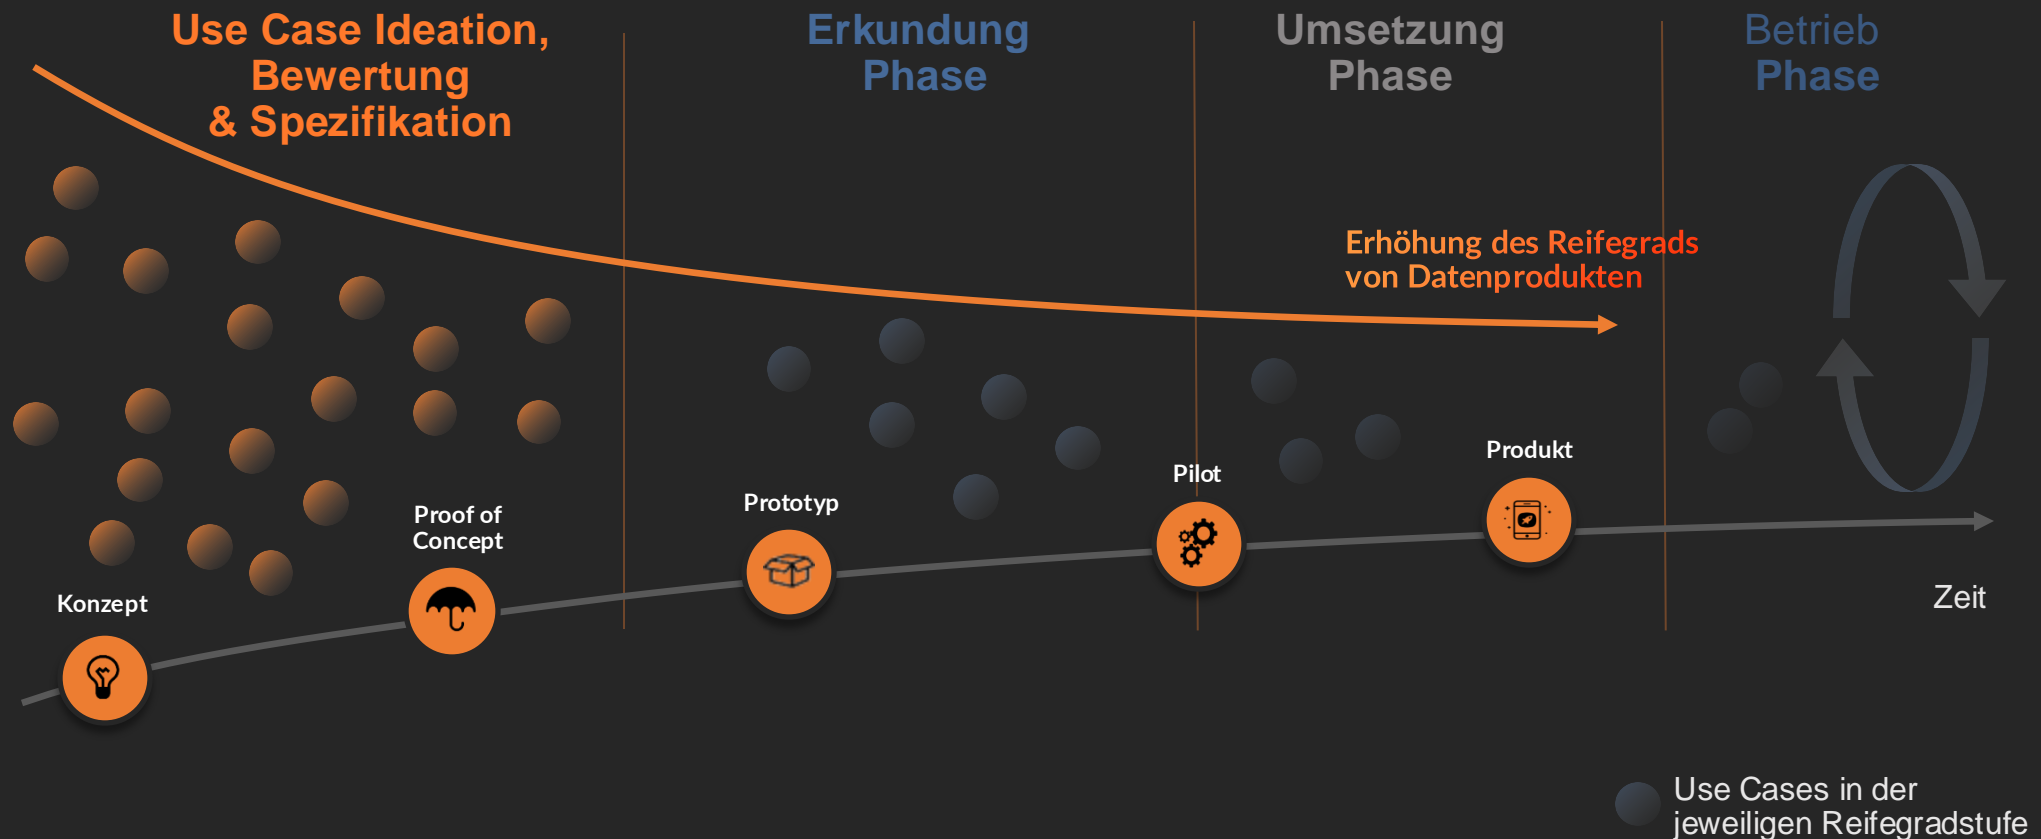 Use Case Ideation,
Bewertung
& Spezifikation
Erkundung
Phase
Umsetzung
Phase
Betrieb
Phase
Erhöhung des Reifegrads
von Datenprodukten
Konzept
Proof of
Concept
Prototyp
Pilot
Produkt
Zeit
Use Cases in der
jeweiligen Reifegradstufe